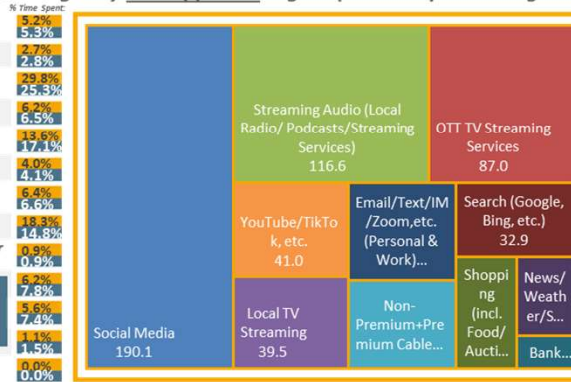 % Time Spent:
5.2%
5.3%
2.7%
2.8%
29.8%
25.3%
6.2%
6.5%
13.6%
17.1%
4.0%
4.1%
6.4%
6.6%
18.3%
14.8%
0.9%
0.9%
6.2%
7.8%
5.6%
7.4%
1.1%
1.5%
0.0%
0.0%
Social Media
190.1
Streaming Audio (Local
Radio/ Podcasts/Streaming
Services)
116.6
OTT TV Streaming
Services
87.0
YouTube/TikTo
k, etc.
41.0
Email/Text/IM
/Zoom,etc.
(Personal &
Work)...
Search (Google,
Bing, etc.)
32.9
Local TV
Streaming
39.5
Non-
Premium+Pre
mium Cable...
Shoppi
ng
(incl.
Food/
Aucti...
News/
Weath
er/S...
Bank...